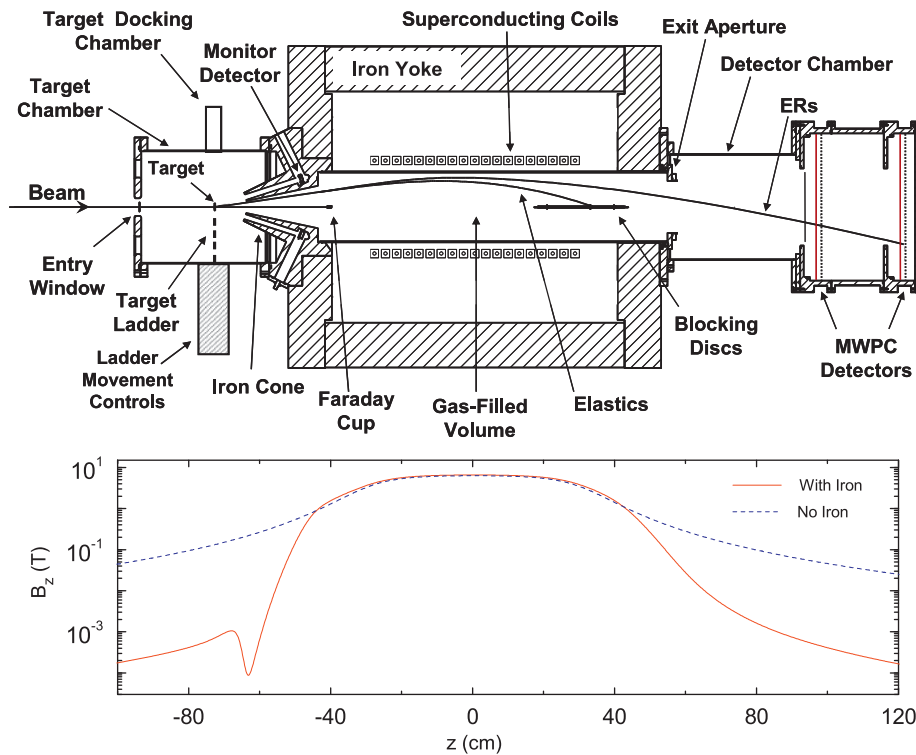 Target Docking
Chamber
Superconducting Coils
Exit Aperture
Monitor
Detector
Iron Yoke
Detector Chamber
Target
Chamber
ERs
Target
Beam
Entry
Window
Target
Ladder
Ladder
Movement
Controls
Iron Cone
Faraday
Cup
Gas-Filled
Volume
Elastics
Blocking
Discs
MWPC
Detectors
10¹
10⁻¹
10⁻³
B_z (T)
With Iron
No Iron
-80
-40
0
40
80
120
z (cm)